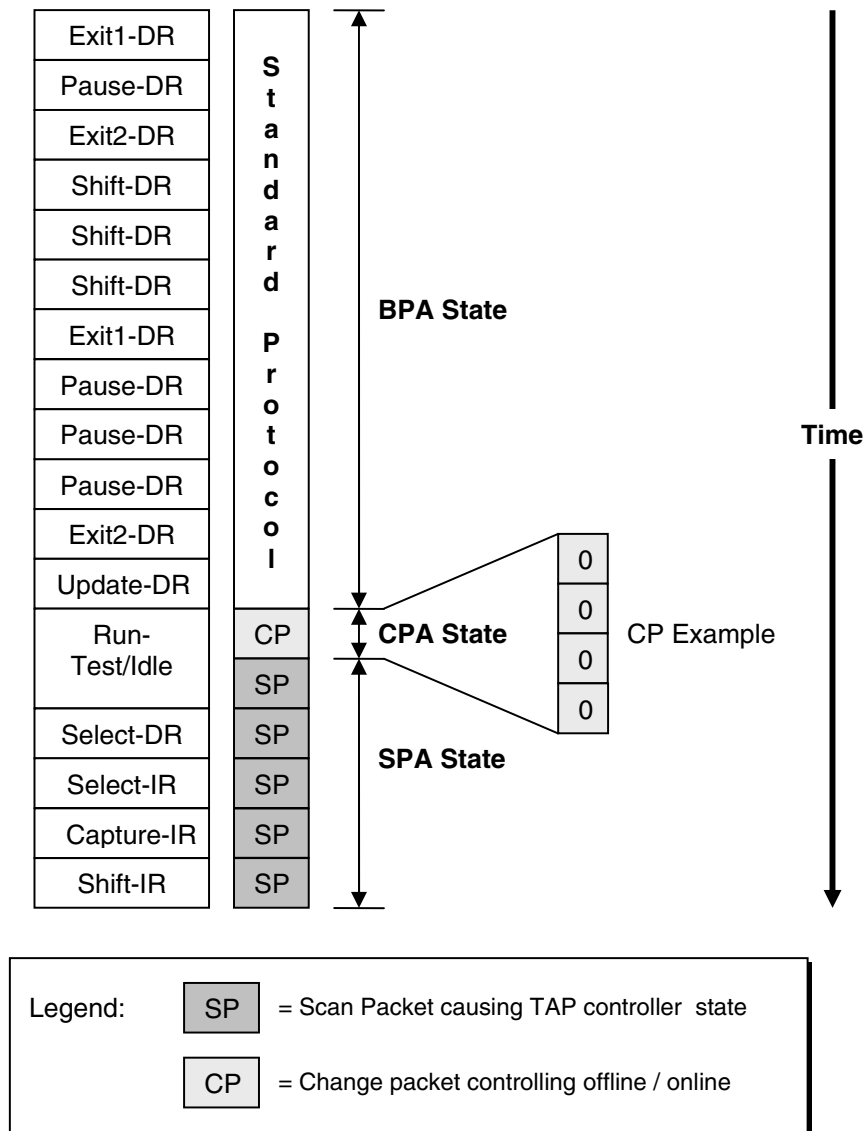 Exit1-DR
Pause-DR
Exit2-DR
Shift-DR
Shift-DR
Shift-DR
Exit1-DR
Pause-DR
Pause-DR
Pause-DR
Exit2-DR
Update-DR
Run-
Test/Idle
Select-DR
Select-IR
Capture-IR
Shift-IR
Standard Protocol
CP
SP
SP
SP
SP
SP
BPA State
CPA State
SPA State
0
0
0
0
CP Example
Time
Legend:
SP = Scan Packet causing TAP controller state
CP = Change packet controlling offline / online